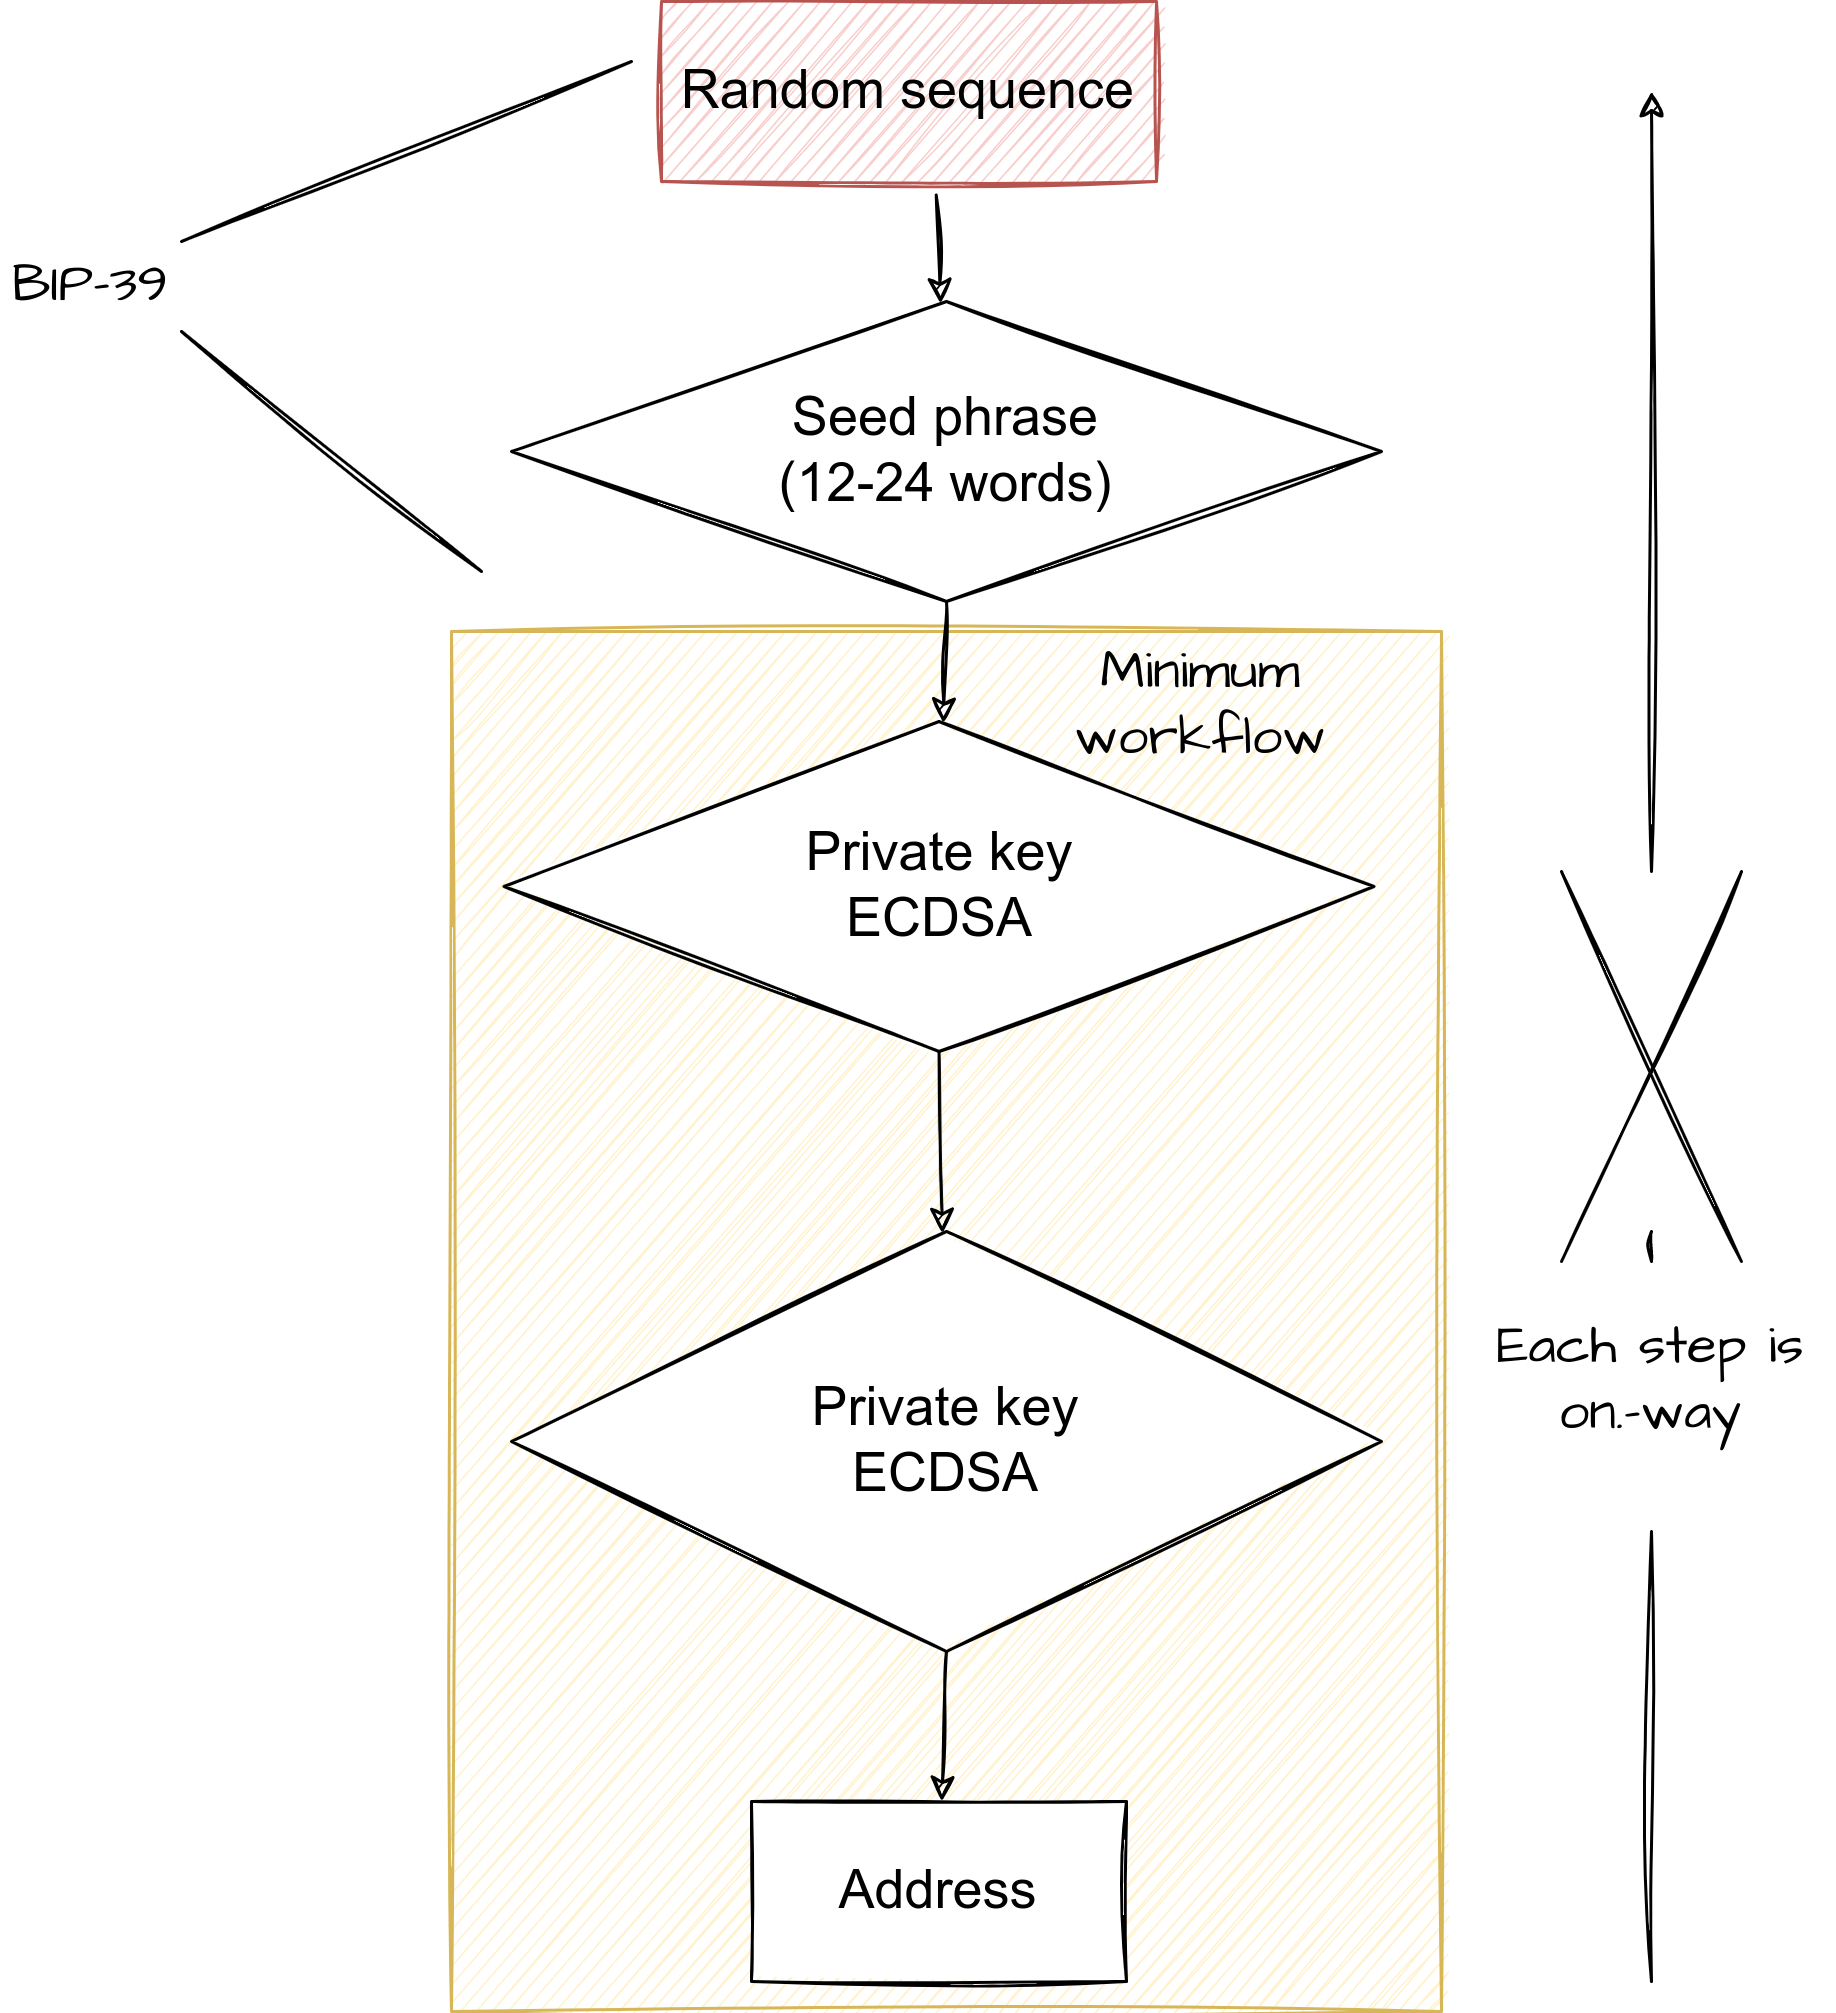 Random sequence
BIP-39
Seed phrase
(12-24 words)
Minimum
workflow
Private key
ECDSA
Each step is
on.-way
Private key
ECDSA
Address